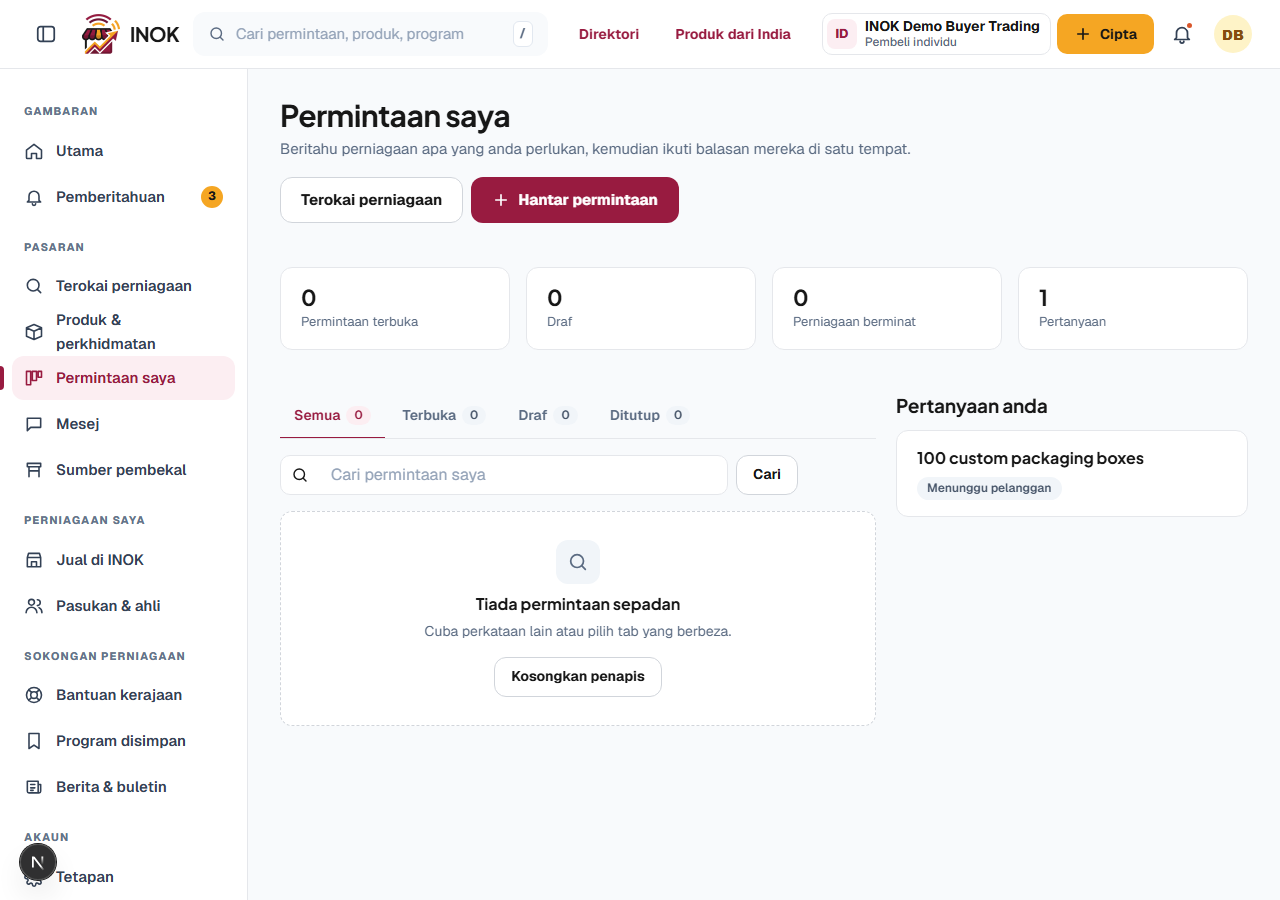 INOK
Cari permintaan, produk, program
/
Direktori
Produk dari India
ID
INOK Demo Buyer Trading
Pembeli individu
Cipta
DB
GAMBARAN
Utama
Pemberitahuan
3
PASARAN
Terokai perniagaan
Produk &
perkhidmatan
Permintaan saya
Mesej
Sumber pembekal
PERNIAGAAN SAYA
Jual di INOK
Pasukan & ahli
SOKONGAN PERNIAGAAN
Bantuan kerajaan
Program disimpan
Berita & buletin
AKAUN
N
Tetapan
Permintaan saya
Beritahu perniagaan apa yang anda perlukan, kemudian ikuti balasan mereka di satu tempat.
Terokai perniagaan
Hantar permintaan
0
Permintaan terbuka
0
Draf
0
Perniagaan berminat
1
Pertanyaan
Semua 0
Terbuka 0
Draf 0
Ditutup 0
Cari permintaan saya
Cari
Tiada permintaan sepadan
Cuba perkataan lain atau pilih tab yang berbeza.
Kosongkan penapis
Pertanyaan anda
100 custom packaging boxes
Menunggu pelanggan